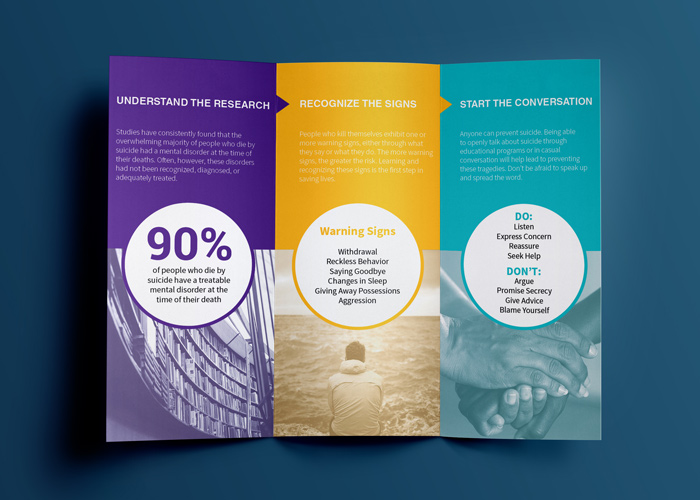 UNDERSTAND THE RESEARCH
Studies have consistently found that the
overwhelming majority of people who die by
suicide had a mental disorder at the time of
their deaths. Often, however, these disorders
had not been recognized, diagnosed, or
adequately treated.
90%
of people who die by
suicide have a treatable
mental disorder at the
time of their death
RECOGNIZE THE SIGNS
People who kill themselves exhibit one or
more warning signs, either through what
they say or what they do. The more warning
signs, the greater the risk. Learning and
recognizing these signs is the first step in
saving lives.
Warning Signs
Withdrawal
Reckless Behavior
Saying Goodbye
Changes in Sleep
Giving Away Possessions
Aggression
START THE CONVERSATION
Anyone can prevent suicide. Being able
to openly talk about suicide through
educational programs or in casual
conversation will help lead to preventing
these tragedies. Don't be afraid to speak up
and spread the word.
DO:
Listen
Express Concern
Reassure
Seek Help
DON'T:
Argue
Promise Secrecy
Give Advice
Blame Yourself